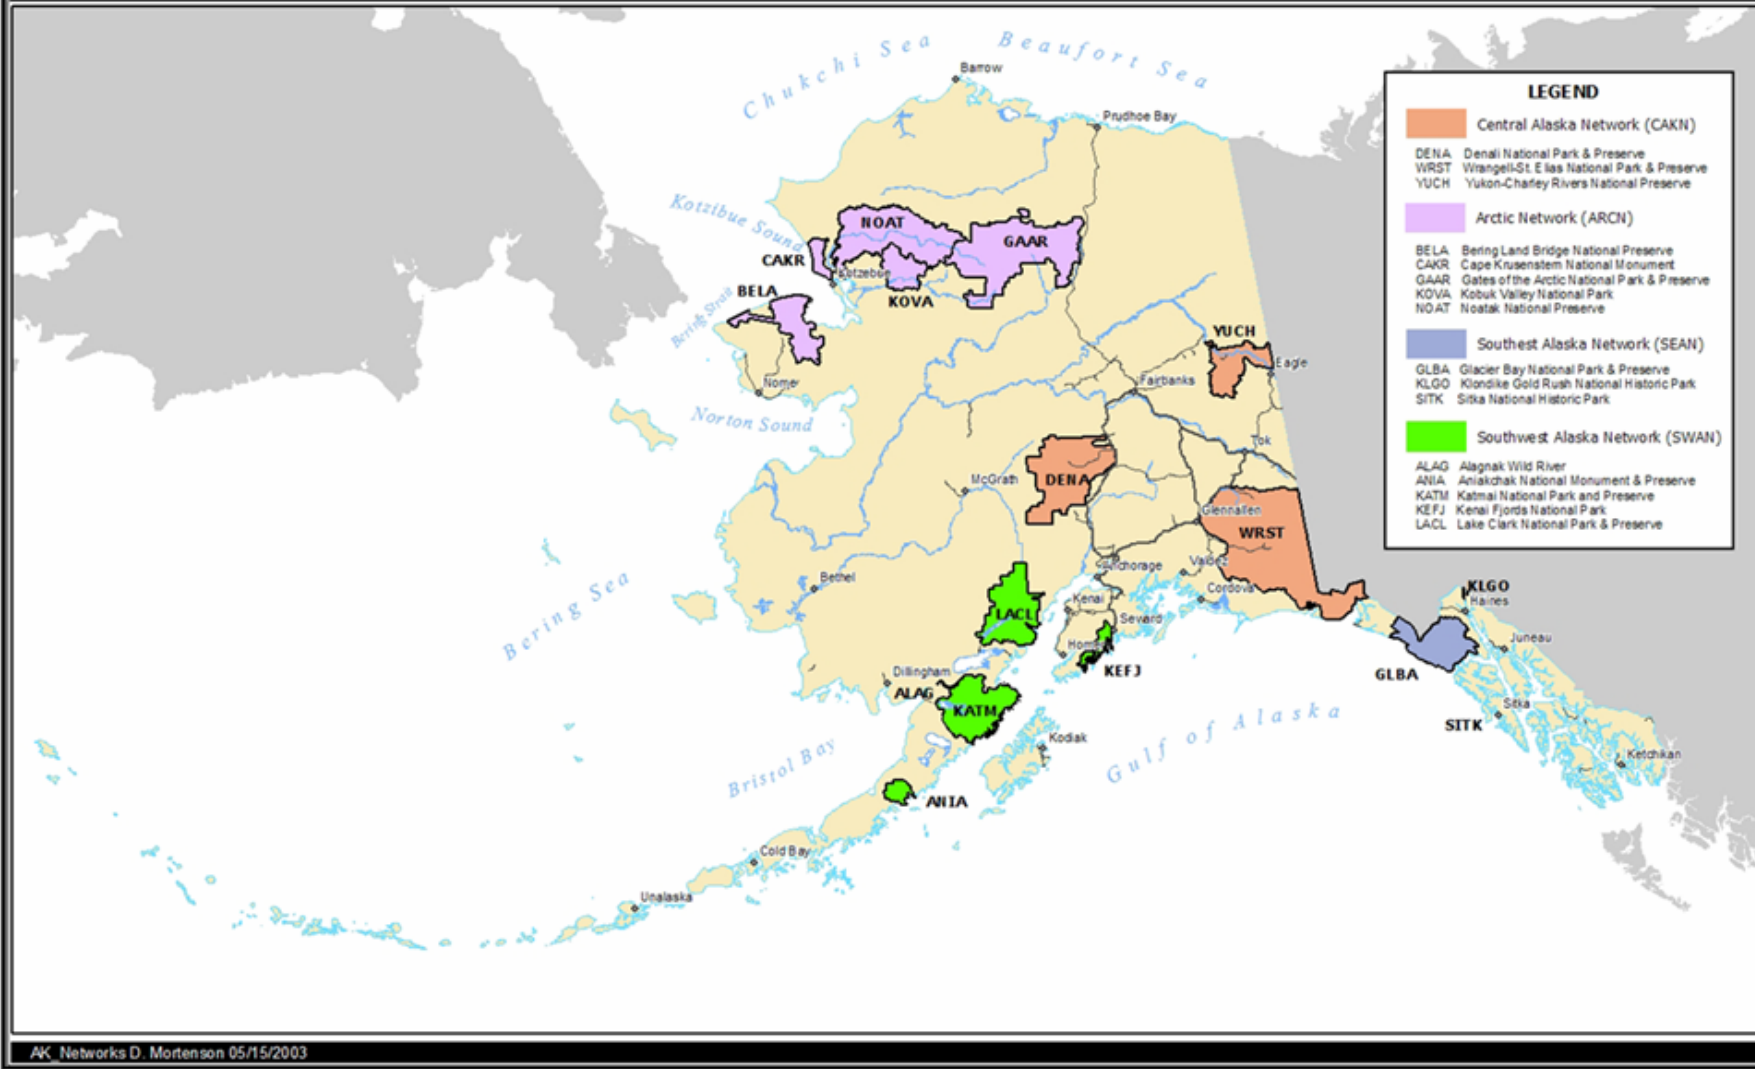 Chukchi Sea
Beaufort Sea
Barrow
Prudhoe Bay
Kotzibue Sound
NOAT
GAAR
CAKR
Kotzebue
KOVA
BELA
Bering Strait
YUCH
Eagle
Fairbanks
Nome
Norton Sound
Tok
McGrath
DENA
Glennallen
WRST
Bethel
Anchorage
Valdez
Cordova
Bering Sea
LACL
Kenai
Seward
Homer
KEFJ
KLGO
Haines
Juneau
GLBA
Dillingham
ALAG
KATM
Sitka
SITK
Gulf of Alaska
Kodiak
Ketchikan
Bristol Bay
ANIA
Cold Bay
Unalaska
LEGEND
Central Alaska Network (CAKN)
DENA Denali National Park & Preserve
WRST Wrangell-St. Elias National Park & Preserve
YUCH Yukon-Charley Rivers National Preserve
Arctic Network (ARCN)
BELA Bering Land Bridge National Preserve
CAKR Cape Krusenstern National Monument
GAAR Gates of the Arctic National Park & Preserve
KOVA Kobuk Valley National Park
NOAT Noatak National Preserve
Southest Alaska Network (SEAN)
GLBA Glacier Bay National Park & Preserve
KLGO Klondike Gold Rush National Historic Park
SITK Sitka National Historic Park
Southwest Alaska Network (SWAN)
ALAG Alagnak Wild River
ANIA Aniakchak National Monument & Preserve
KATM Katmai National Park and Preserve
KEFJ Kenai Fjords National Park
LACL Lake Clark National Park & Preserve
AK_Networks D. Mortenson 05/15/2003